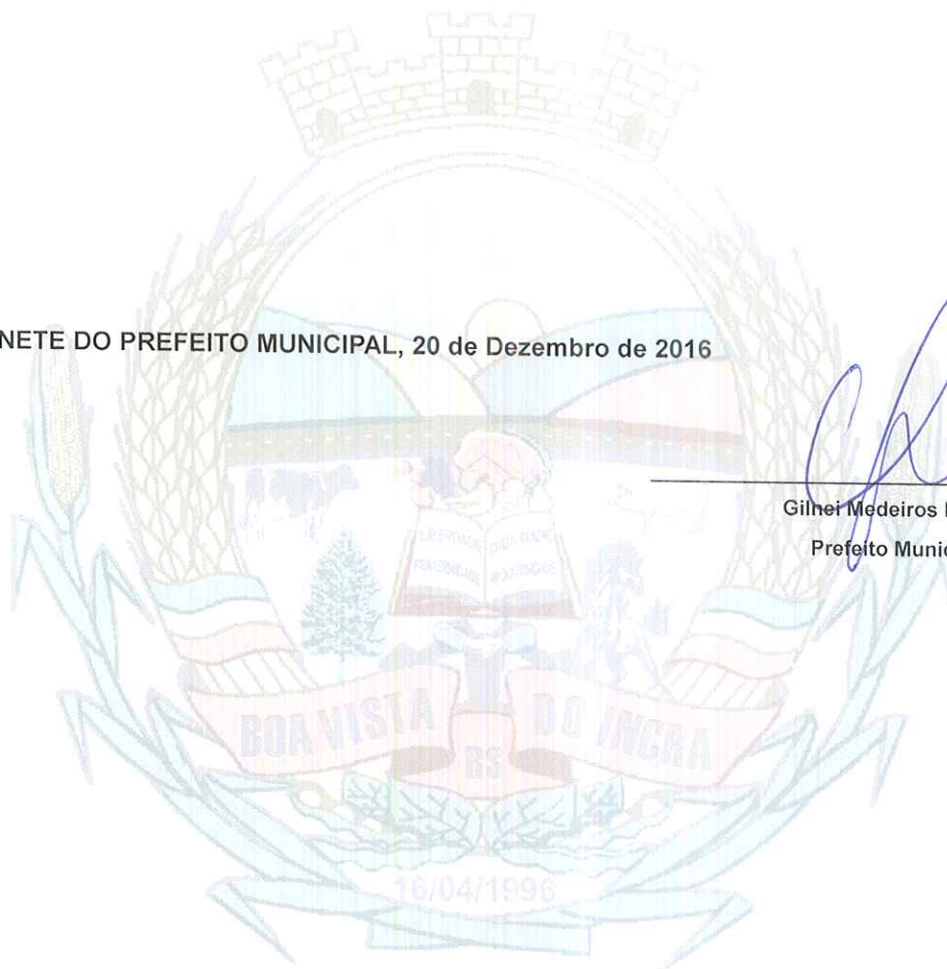 NETE DO PREFEITO MUNICIPAL, 20 de Dezembro de 2016
Gilnei Medeiros
Prefeito Munic
LIBERDADE IGUALDADE
FRATERNIDADE
BOA VISTA DO INCRA
RS
16/04/1996